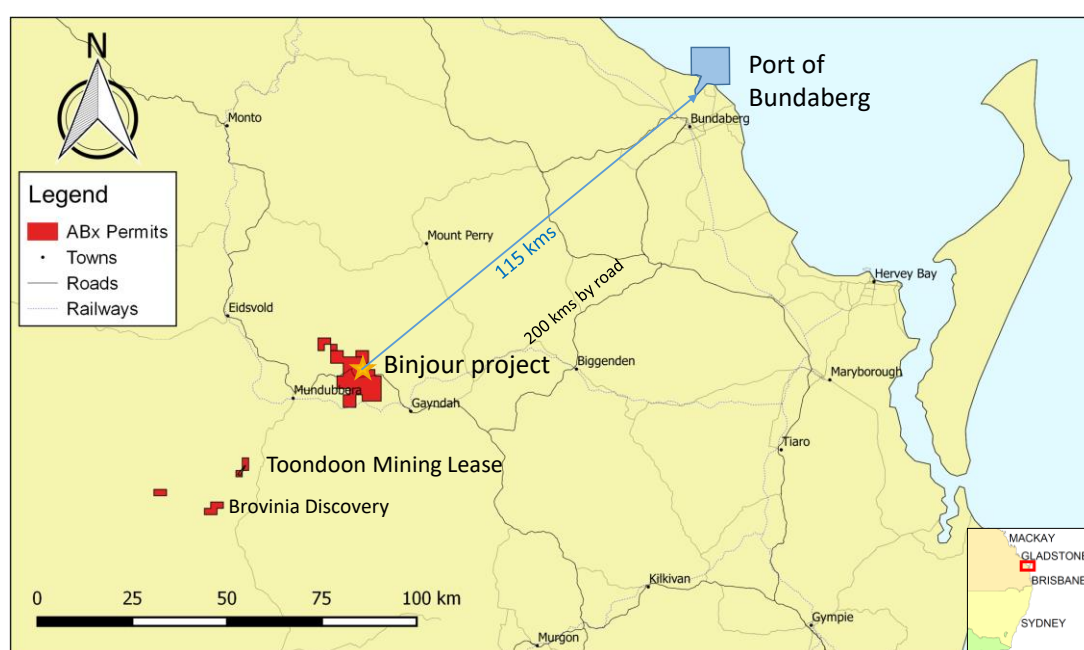 N
Port of
Bundaberg
Monto
Bundaberg
Legend
ABx Permits
Towns
Roads
Railways
Mount Perry
115 kms
Hervey Bay
200 kms by road
Eidsvold
Binjour project
Biggenden
Maryborough
Mundubbera
Gayndah
Tiaro
Toondoon Mining Lease
Brovinia Discovery
MACKAY
GLADSTONE
BRISBANE
SYDNEY
Kilkivan
0 25 50 75 100 km
Gympie
Murgon